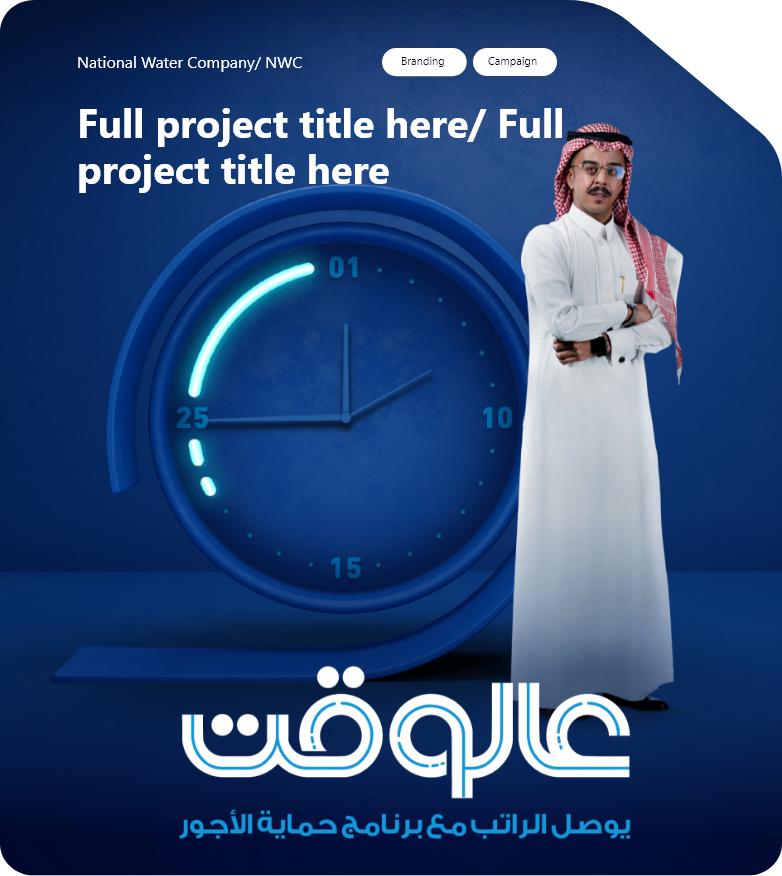 National Water Company/ NWC
Branding
Campaign
Full project title here/ Full
project title here
01
25
10
15
عالوقت
يوصل الراتب مع برنامج حماية الأجور